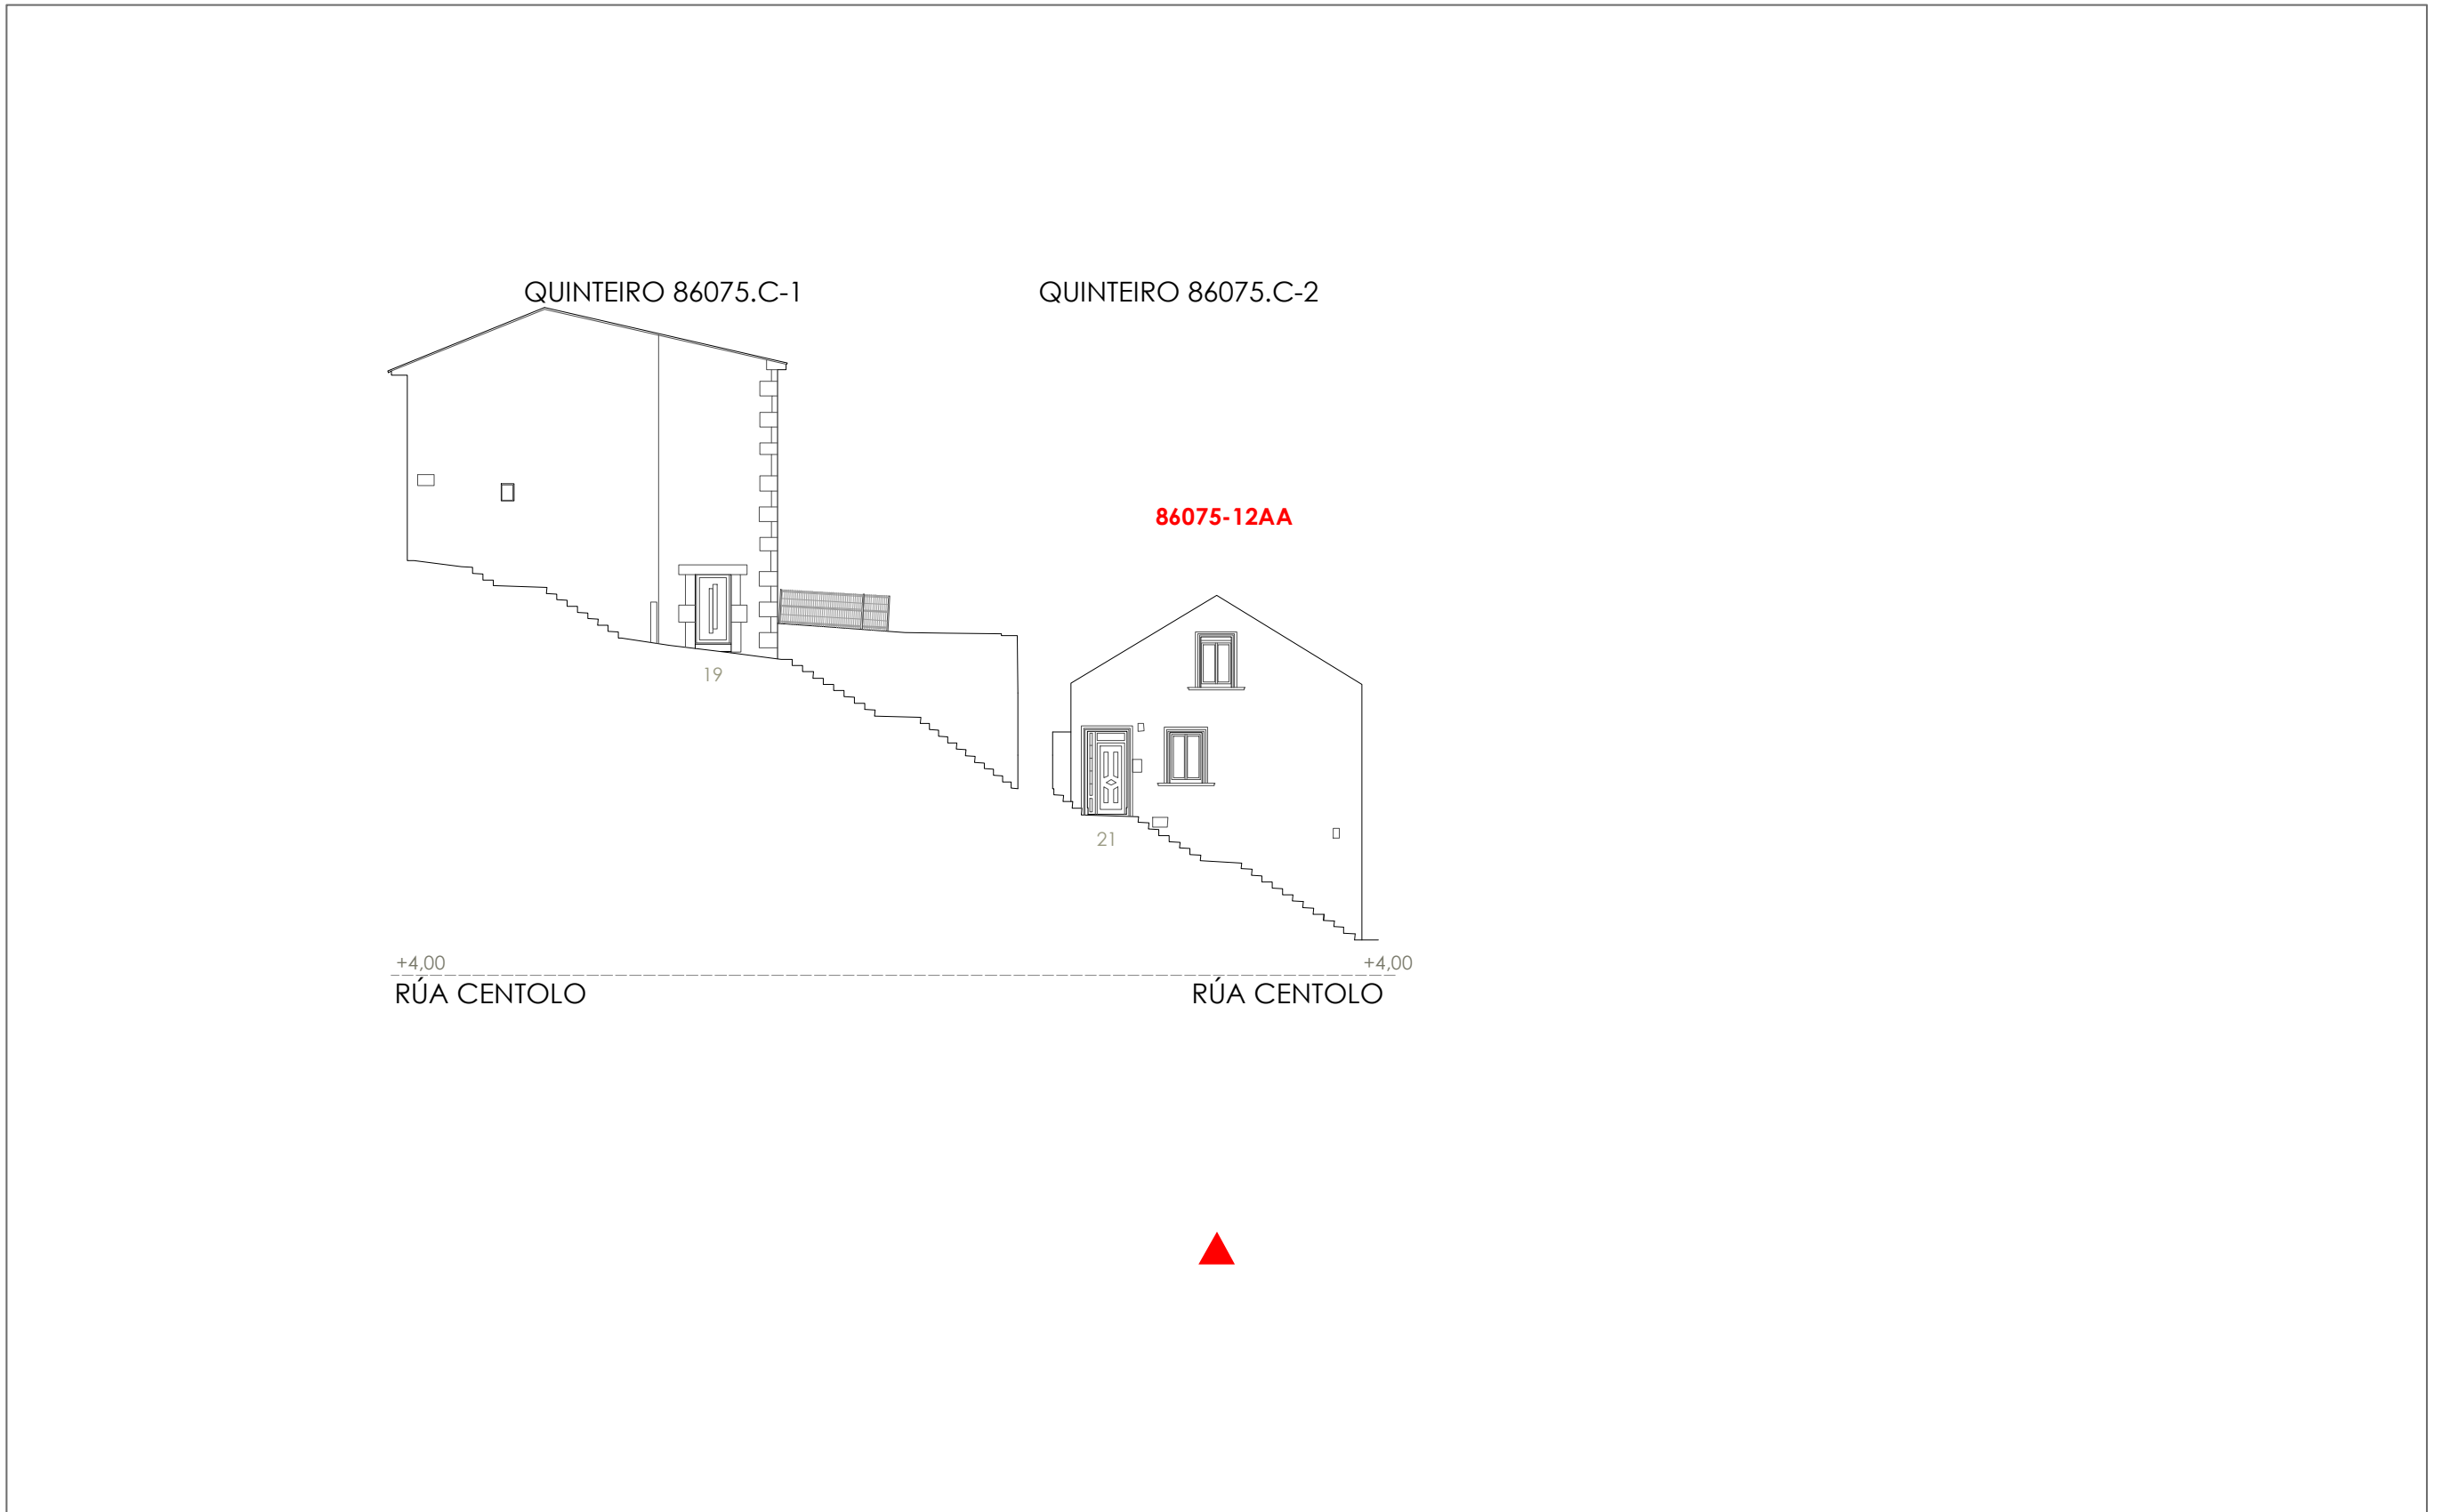 QUINTEIRO 86075.C-1
QUINTEIRO 86075.C-2
86075-12AA
19
21
+4,00
+4,00
RÚA CENTOLO
RÚA CENTOLO